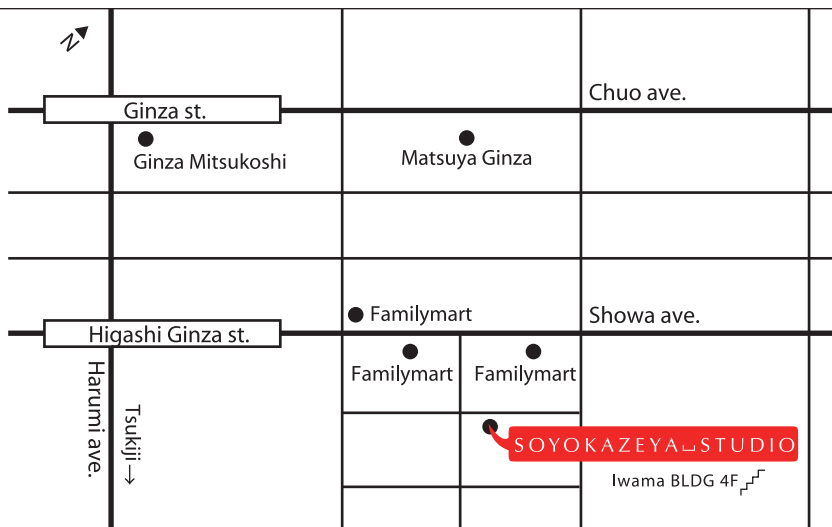 N
Chuo ave.
Ginza st.
Ginza Mitsukoshi
Matsuya Ginza
Familymart
Showa ave.
Higashi Ginza st.
Familymart
Familymart
Harumi ave.
Tsukiji →
SOYOKAZEYA␣STUDIO
Iwama BLDG 4F